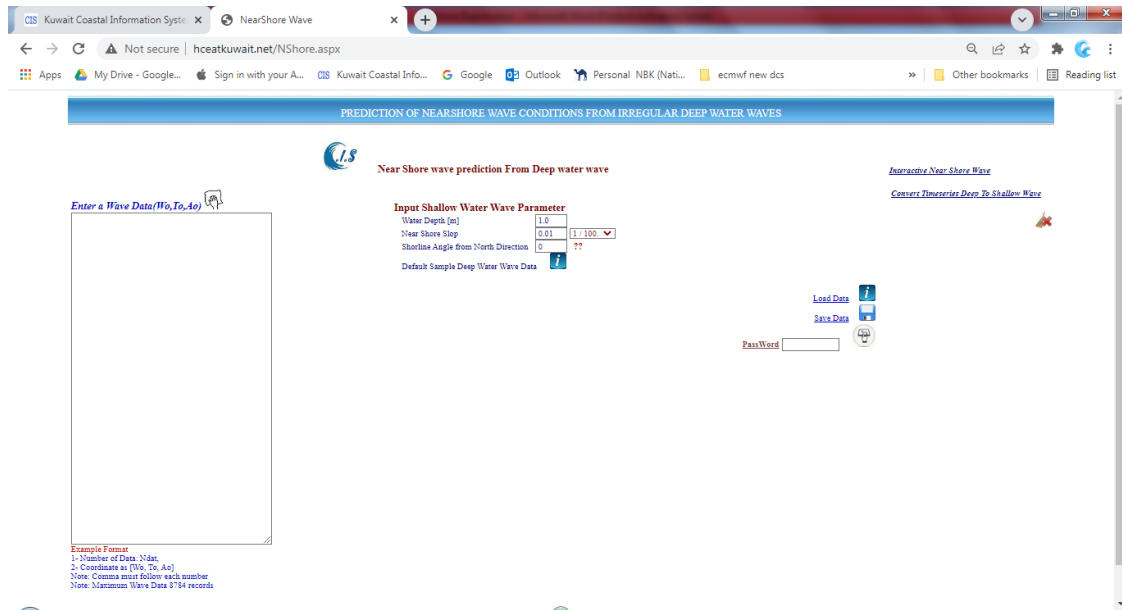 CIS Kuwait Coastal Information Syste
NearShore Wave
Not secure | hceatkuwait.net/NShore.aspx
Apps
My Drive - Google...
Sign in with your A...
CIS Kuwait Coastal Info...
G Google
Outlook
Personal NBK (Nati...
ecmwf new dcs
»
Other bookmarks
Reading list
PREDICTION OF NEARSHORE WAVE CONDITIONS FROM IRREGULAR DEEP WATER WAVES
C.I.S
Near Shore wave prediction From Deep water wave
Interactive Near Shore Wave
Convert Timeseries Deep To Shallow Wave
Enter a Wave Data(Wo,To,Ao)
Input Shallow Water Wave Parameter
Water Depth [m] 1.0
Near Shore Slop 0.01 1 / 100.
Shorline Angle from North Direction 0 ??
Default Sample Deep Water Wave Data i
Load Data i
Save Data
PassWord
Example Format
1- Number of Data: Ndat,
2- Coordinate as [Wo, To, Ao]
Note: Comma must follow each number
Note: Maximum Wave Data 8784 records